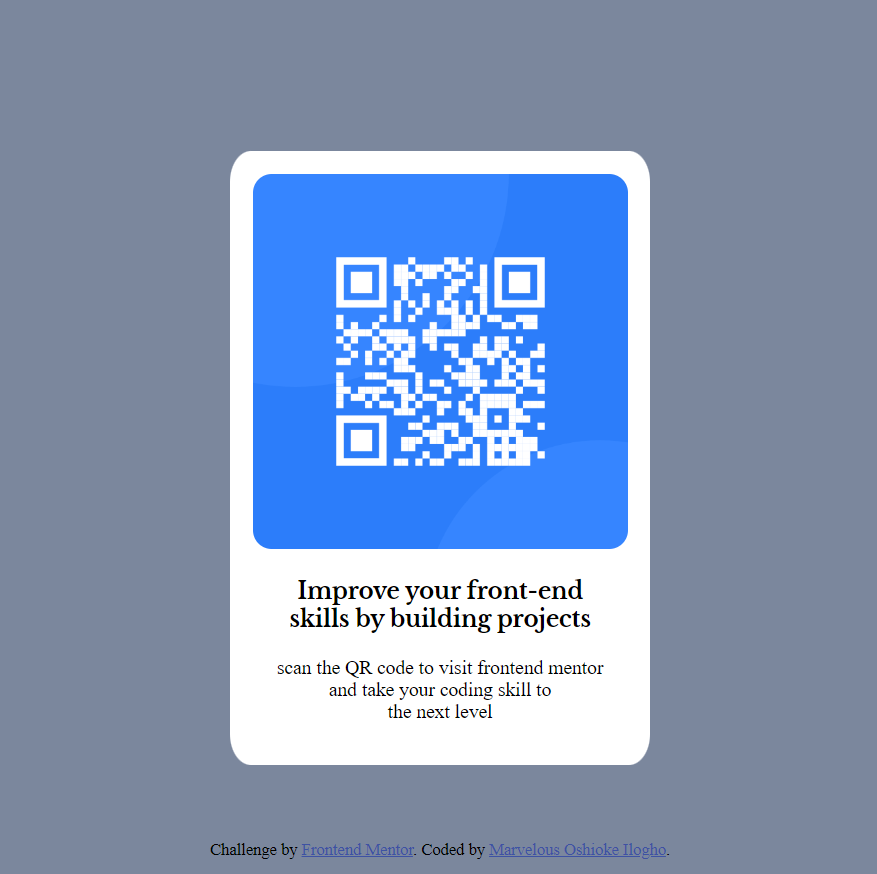 Improve your front-end
skills by building projects
scan the QR code to visit frontend mentor
and take your coding skill to
the next level
Challenge by Frontend Mentor. Coded by Marvelous Oshioke Ilogho.